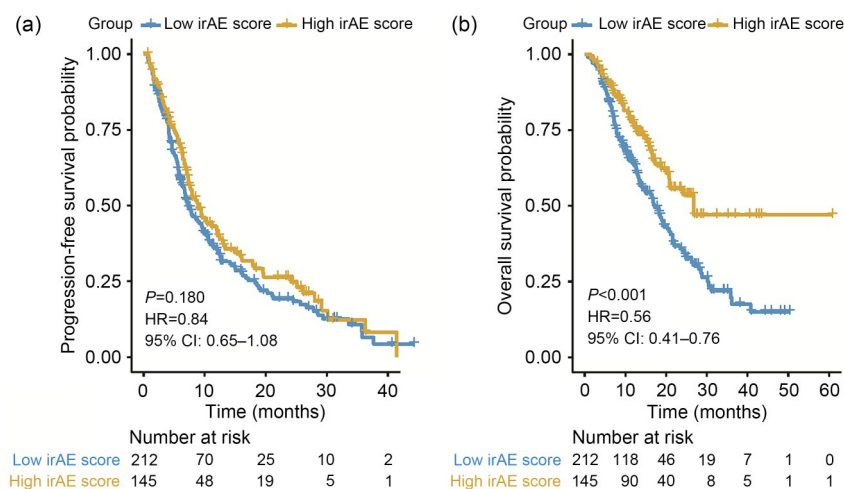 (a)
Group Low irAE score High irAE score
Progression-free survival probability
1.00
0.75
0.50
0.25
0.00
P=0.180
HR=0.84
95% CI: 0.65–1.08
0 10 20 30 40
Time (months)
Number at risk
Low irAE score 212 70 25 10 2
High irAE score 145 48 19 5 1
(b)
Group Low irAE score High irAE score
Overall survival probability
1.00
0.75
0.50
0.25
0.00
P<0.001
HR=0.56
95% CI: 0.41–0.76
0 10 20 30 40 50 60
Time (months)
Number at risk
Low irAE score 212 118 46 19 7 1 0
High irAE score 145 90 40 8 5 1 1